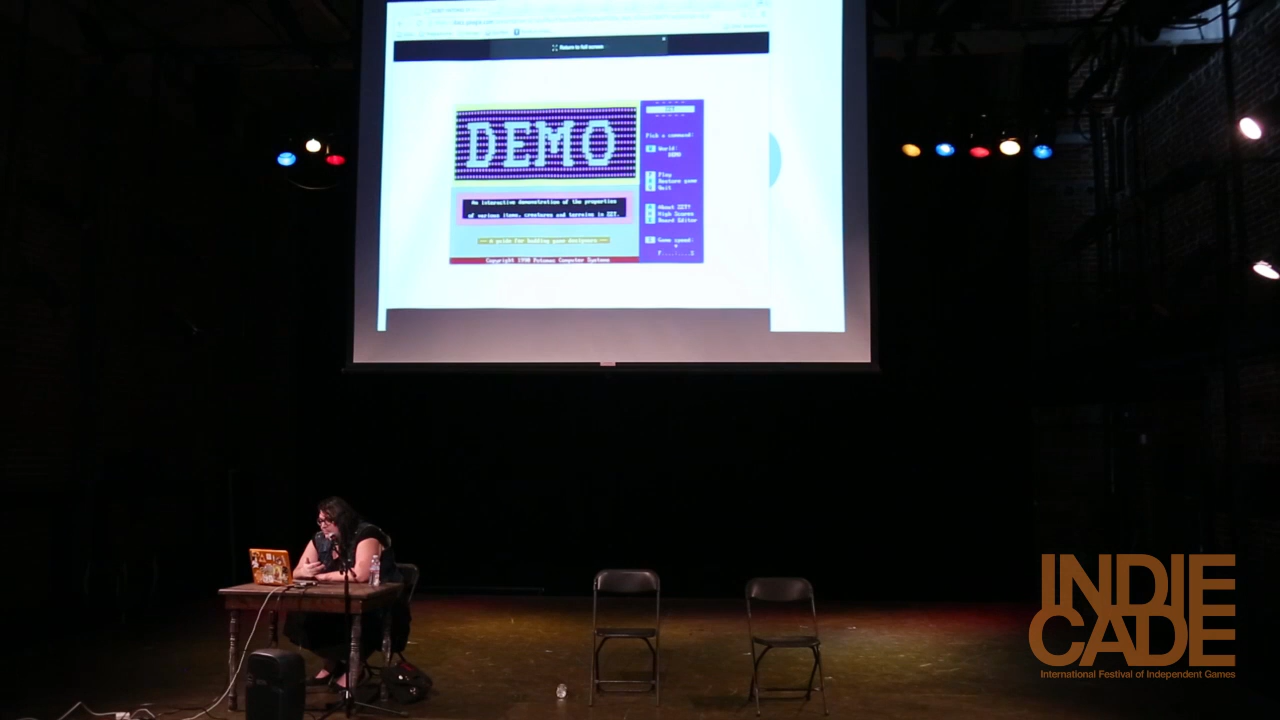 Return to full screen
DEMO
An interactive demonstration of the properties
of various items, creatures and terrains in ZZT.
A guide for budding game designers
Copyright 1990 Potomac Computer Systems
Pick a command:
W World:
DEMO
P Play
R Restore game
Q Quit
A About ZZT!
H High Scores
E Board Editor
S Game speed:
F....:....S
INDIE
CADE
International Festival of Independent Games